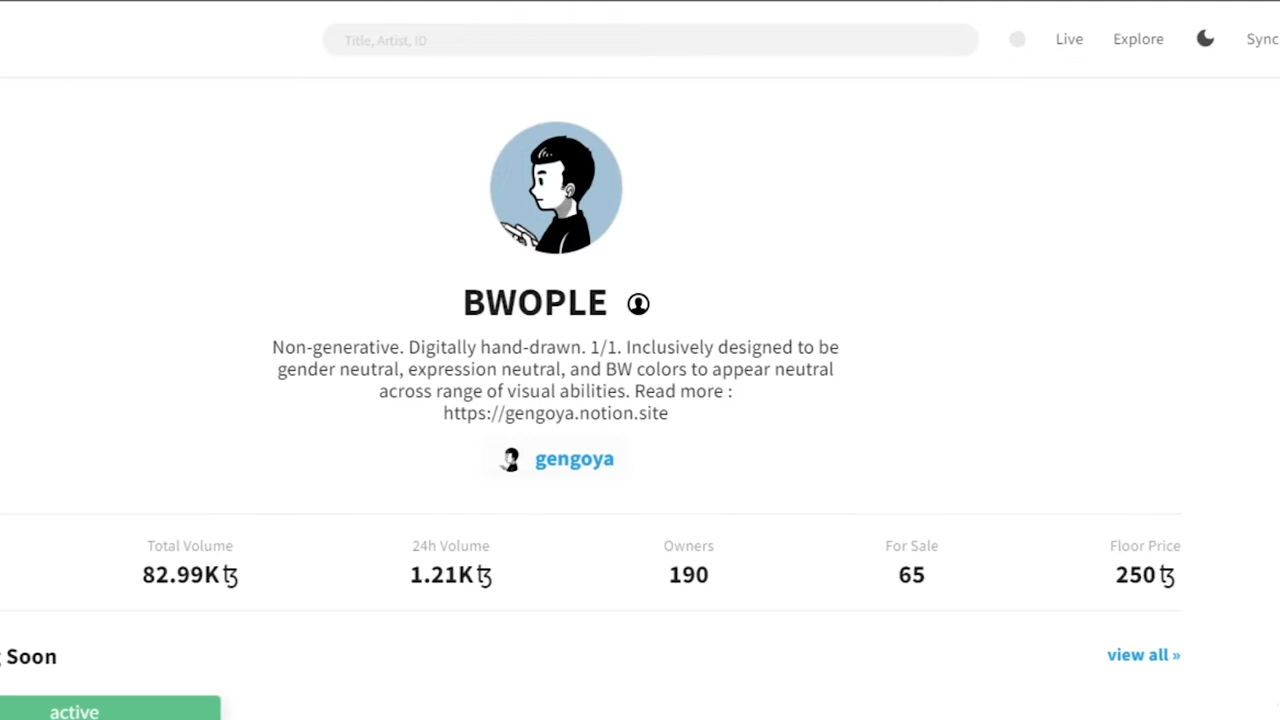 Title, Artist, ID
Live
Explore
Sync
BWOPLE
Non-generative. Digitally hand-drawn. 1/1. Inclusively designed to be
gender neutral, expression neutral, and BW colors to appear neutral
across range of visual abilities. Read more :
https://gengoya.notion.site
gengoya
Total Volume
82.99Kꜩ
24h Volume
1.21Kꜩ
Owners
190
For Sale
65
Floor Price
250ꜩ
Soon
view all »
active